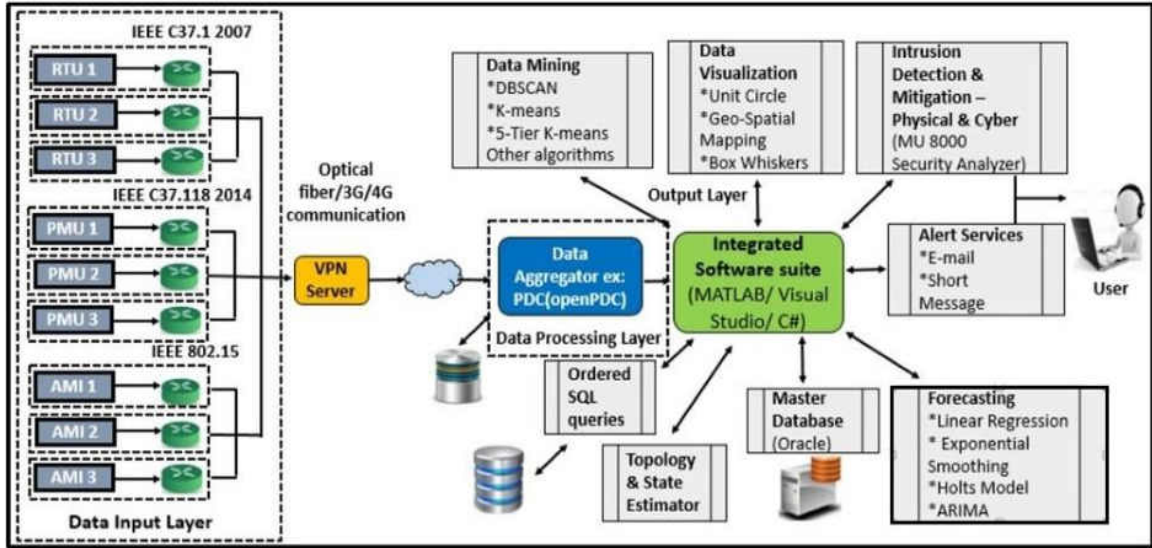 IEEE C37.1 2007
RTU 1
RTU 2
RTU 3
IEEE C37.118 2014
PMU 1
PMU 2
PMU 3
IEEE 802.15
AMI 1
AMI 2
AMI 3
Data Input Layer
Optical
fiber/3G/4G
communication
VPN
Server
Data
Aggregator ex:
PDC(openPDC)
Data Processing Layer
Data Mining
*DBSCAN
*K-means
*5-Tier K-means
Other algorithms
Data
Visualization
*Unit Circle
*Geo-Spatial
Mapping
*Box Whiskers
Intrusion
Detection &
Mitigation –
Physical & Cyber
(MU 8000
Security Analyzer)
Output Layer
Integrated
Software suite
(MATLAB/ Visual
Studio/ C#)
Alert Services
*E-mail
*Short
Message
User
Ordered
SQL
queries
Topology
& State
Estimator
Master
Database
(Oracle)
Forecasting
*Linear Regression
* Exponential
Smoothing
*Holts Model
*ARIMA